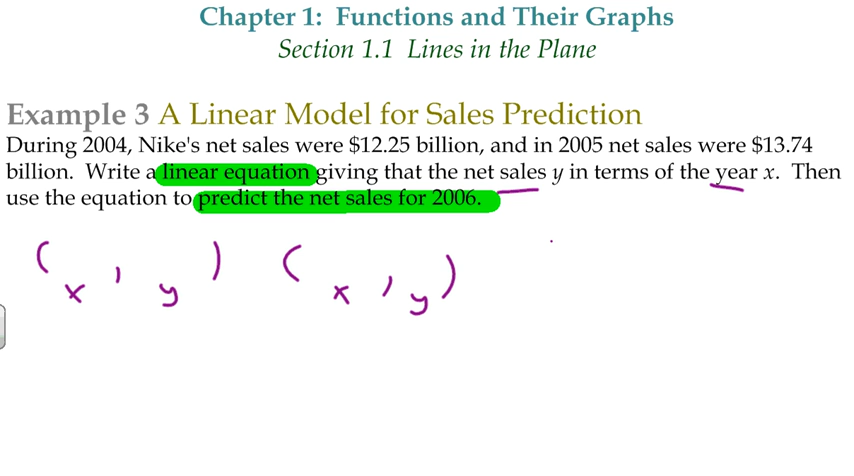 Chapter 1: Functions and Their Graphs
Section 1.1 Lines in the Plane
Example 3 A Linear Model for Sales Prediction
During 2004, Nike's net sales were $12.25 billion, and in 2005 net sales were $13.74
billion. Write a linear equation giving that the net sales y in terms of the year x. Then
use the equation to predict the net sales for 2006.
( x , y ) ( x , y )